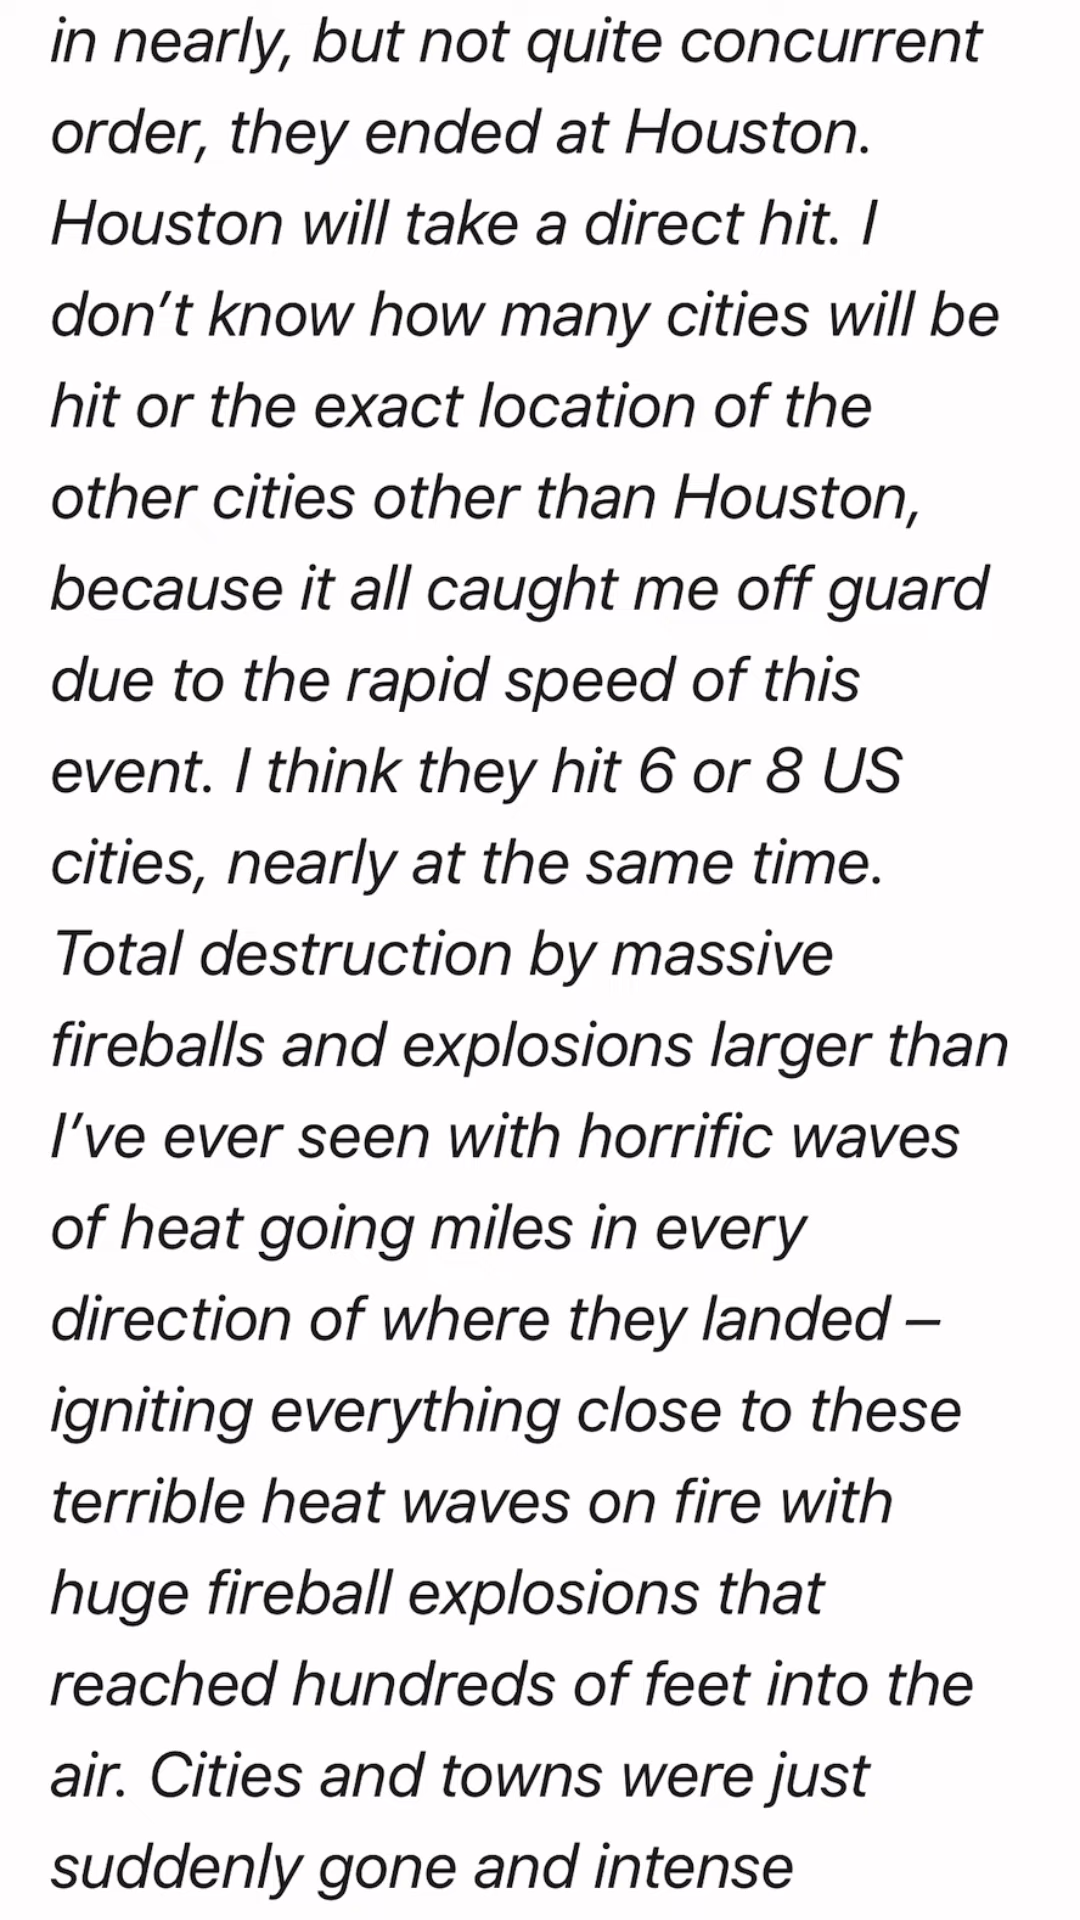 in nearly, but not quite concurrent
order, they ended at Houston.
Houston will take a direct hit. I
don’t know how many cities will be
hit or the exact location of the
other cities other than Houston,
because it all caught me off guard
due to the rapid speed of this
event. I think they hit 6 or 8 US
cities, nearly at the same time.
Total destruction by massive
fireballs and explosions larger than
I’ve ever seen with horrific waves
of heat going miles in every
direction of where they landed –
igniting everything close to these
terrible heat waves on fire with
huge fireball explosions that
reached hundreds of feet into the
air. Cities and towns were just
suddenly gone and intense